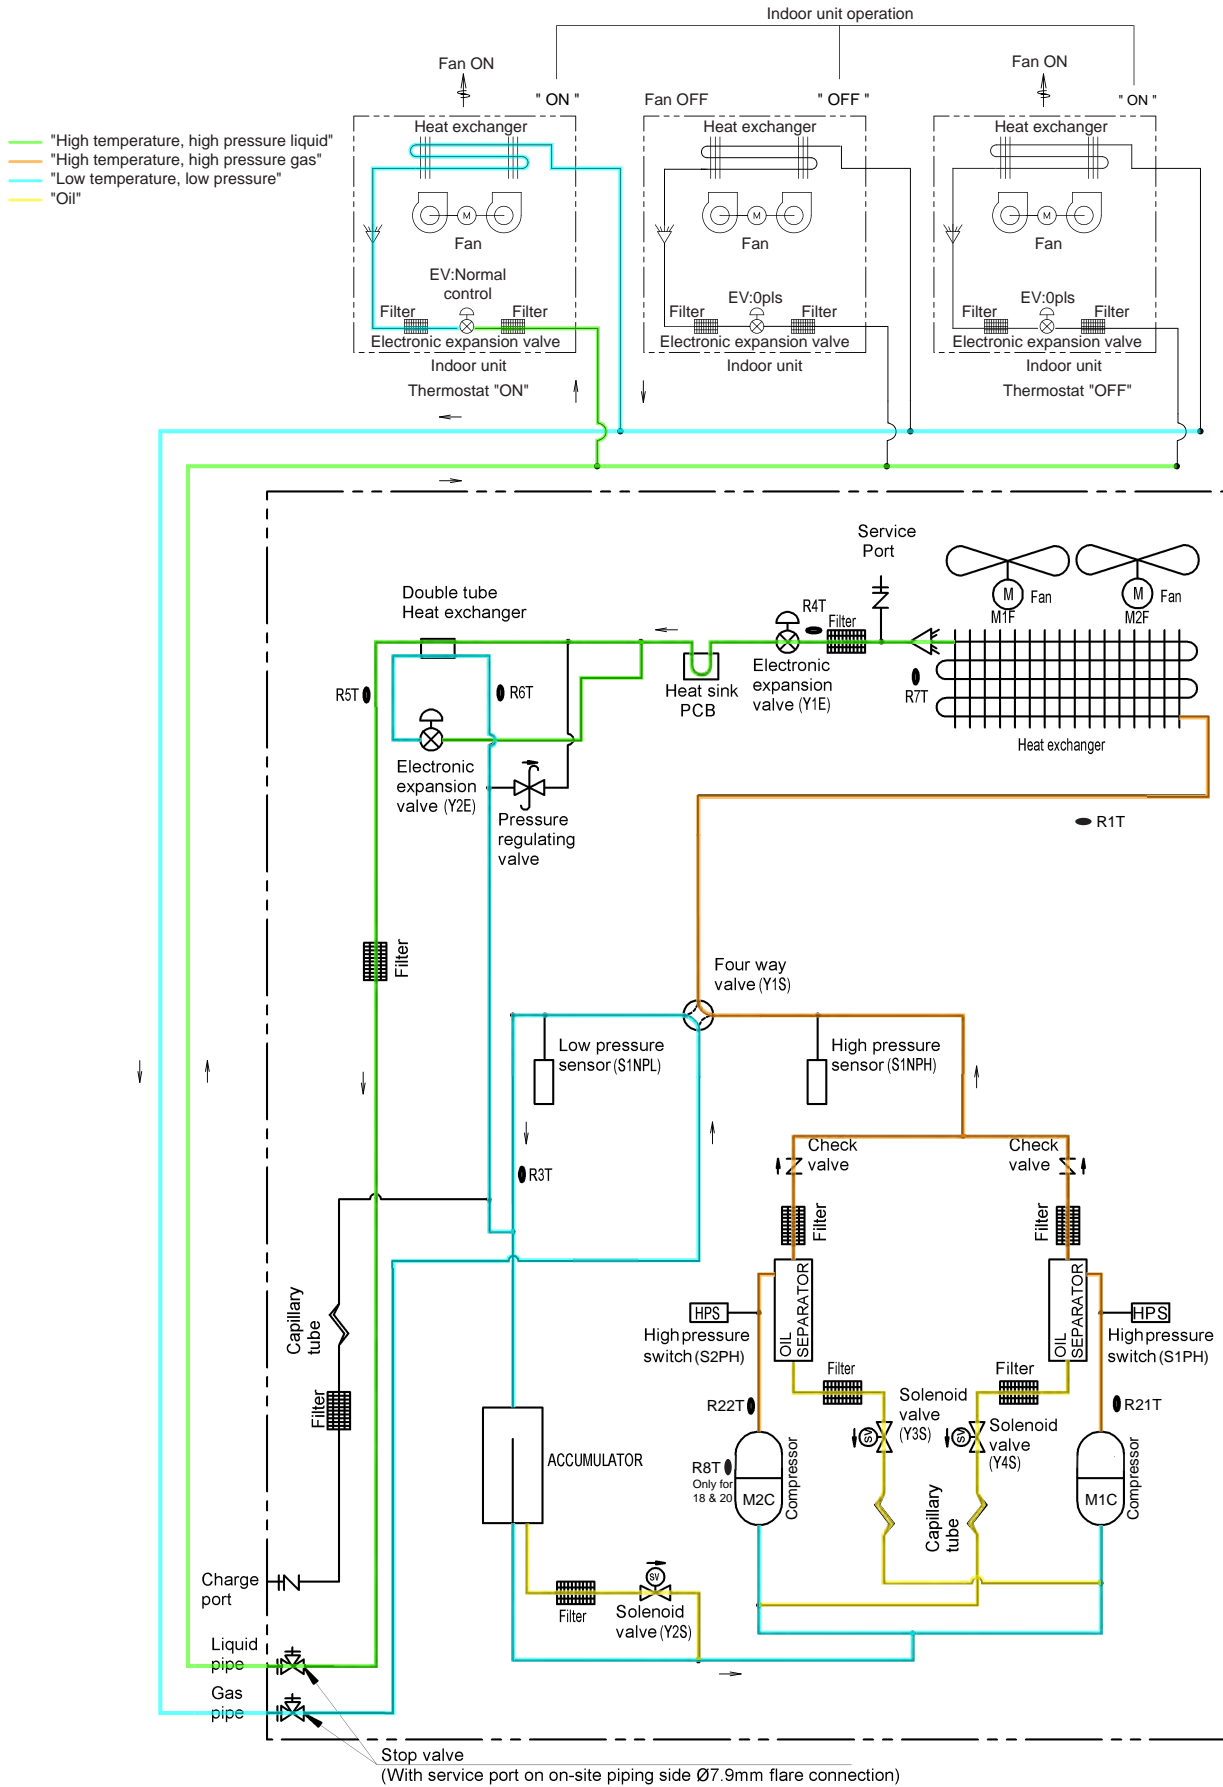 Indoor unit operation
Fan ON
" ON "
Fan OFF
" OFF "
Fan ON
" ON "
"High temperature, high pressure liquid"
"High temperature, high pressure gas"
"Low temperature, low pressure"
"Oil"
Heat exchanger
M
Fan
EV:Normal
control
Filter
Filter
Electronic expansion valve
Indoor unit
Thermostat "ON"
Heat exchanger
M
Fan
EV:0pls
Filter
Filter
Electronic expansion valve
Indoor unit
Heat exchanger
M
Fan
EV:0pls
Filter
Filter
Electronic expansion valve
Indoor unit
Thermostat "OFF"
Service
Port
M
Fan
M1F
M
Fan
M2F
Double tube
Heat exchanger
R4T
Filter
Electronic
expansion
valve (Y1E)
Heat sink
PCB
R7T
R5T
R6T
Heat exchanger
Electronic
expansion
valve (Y2E)
Pressure
regulating
valve
R1T
Filter
Four way
valve (Y1S)
Low pressure
sensor (S1NPL)
High pressure
sensor (S1NPH)
R3T
Check
valve
Check
valve
Filter
Filter
OIL
SEPARATOR
OIL
SEPARATOR
HPS
High pressure
switch (S2PH)
HPS
High pressure
switch (S1PH)
Capillary
tube
Filter
Filter
Filter
R22T
R21T
Solenoid
valve
(Y3S)
SV
SV
Solenoid
valve
(Y4S)
ACCUMULATOR
R8T
Only for
18 & 20
M2C
Compressor
M1C
Compressor
Capillary
tube
SV
Filter
Solenoid
valve (Y2S)
Charge
port
Liquid
pipe
Gas
pipe
Stop valve
(With service port on on-site piping side Ø7.9mm flare connection)